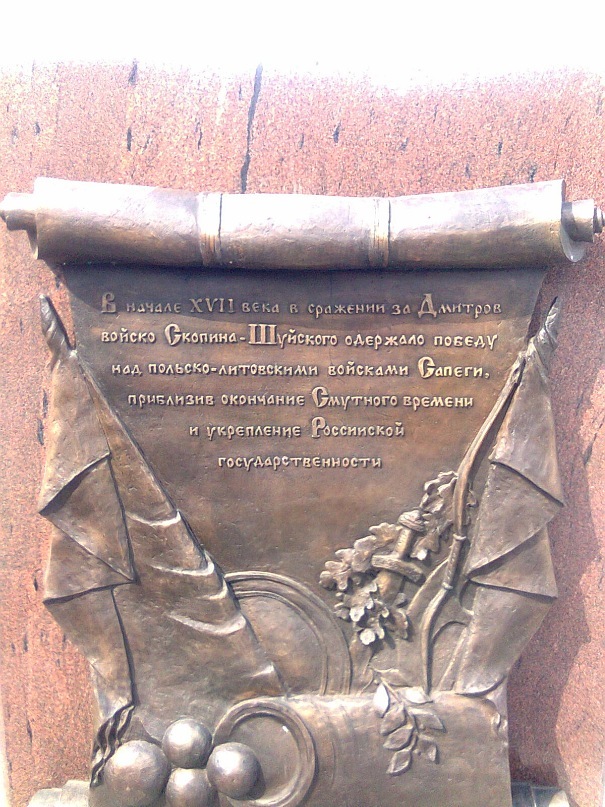 В начале XVII века в сражении за Дмитров
войско Скопина-Шуйского одержало победу
над польско-литовскими войсками Сапеги,
приблизив окончание Смутного времени
и укрепление Российской
государственности